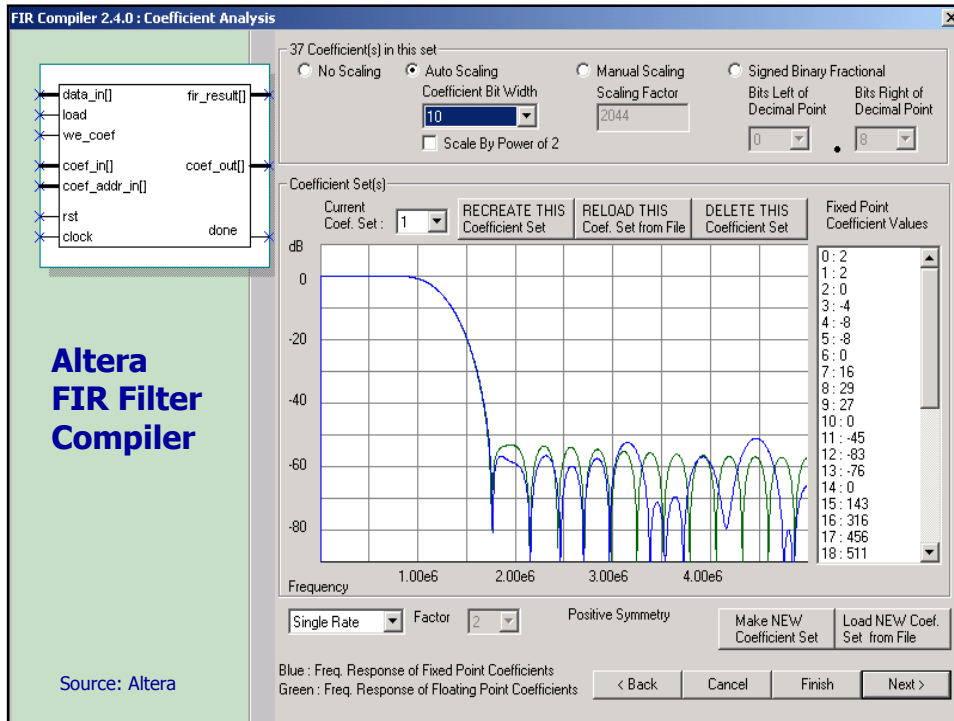 FIR Compiler 2.4.0 : Coefficient Analysis
data_in[] fir_result[]
load
we_coef
coef_in[] coef_out[]
coef_addr_in[]
rst
clock done
Altera
FIR Filter
Compiler
Source: Altera
37 Coefficient(s) in this set
No Scaling Auto Scaling Manual Scaling Signed Binary Fractional
Coefficient Bit Width Scaling Factor Bits Left of Decimal Point Bits Right of Decimal Point
10 2044 0 . 8
Scale By Power of 2
Coefficient Set(s)
Current Coef. Set : 1 RECREATE THIS Coefficient Set RELOAD THIS Coef. Set from File DELETE THIS Coefficient Set Fixed Point Coefficient Values
dB
0
-20
-40
-60
-80
Frequency 1.00e6 2.00e6 3.00e6 4.00e6
0 : 2
1 : 2
2 : 0
3 : -4
4 : -8
5 : -8
6 : 0
7 : 16
8 : 29
9 : 27
10 : 0
11 : -45
12 : -83
13 : -76
14 : 0
15 : 143
16 : 316
17 : 456
18 : 511
Single Rate Factor 2 Positive Symmetry Make NEW Coefficient Set Load NEW Coef. Set from File
Blue : Freq. Response of Fixed Point Coefficients
Green : Freq. Response of Floating Point Coefficients
< Back Cancel Finish Next >